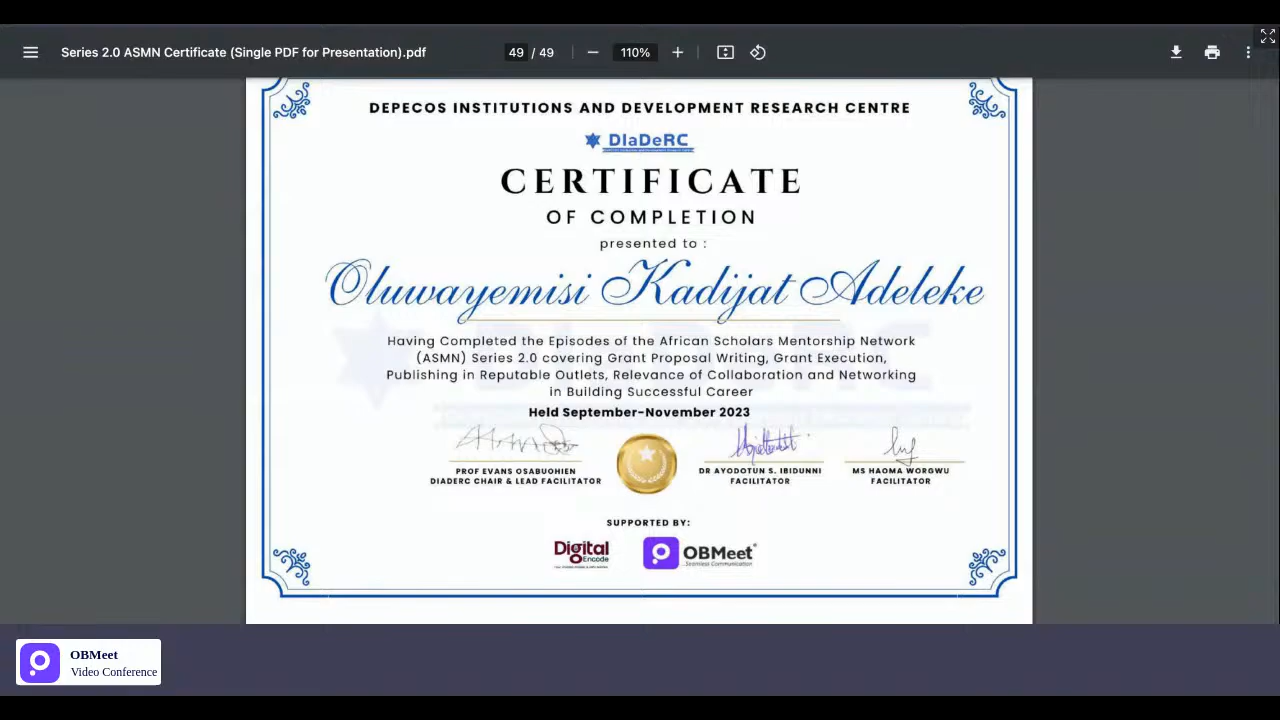 Series 2.0 ASMN Certificate (Single PDF for Presentation).pdf
49 / 49
110%
DEPECOS INSTITUTIONS AND DEVELOPMENT RESEARCH CENTRE
DIaDeRC
CERTIFICATE
OF COMPLETION
presented to :
Oluwayemisi Kadijat Adeleke
Having Completed the Episodes of the African Scholars Mentorship Network
(ASMN) Series 2.0 covering Grant Proposal Writing, Grant Execution,
Publishing in Reputable Outlets, Relevance of Collaboration and Networking
in Building Successful Career
Held September-November 2023
PROF EVANS OSABUOHIEN
DIADERC CHAIR & LEAD FACILITATOR
DR AYODOTUN S. IBIDUNNI
FACILITATOR
MS HAOMA WORGWU
FACILITATOR
SUPPORTED BY:
Digital
Encode
OBMeet
...Seamless Communication
OBMeet
Video Conference